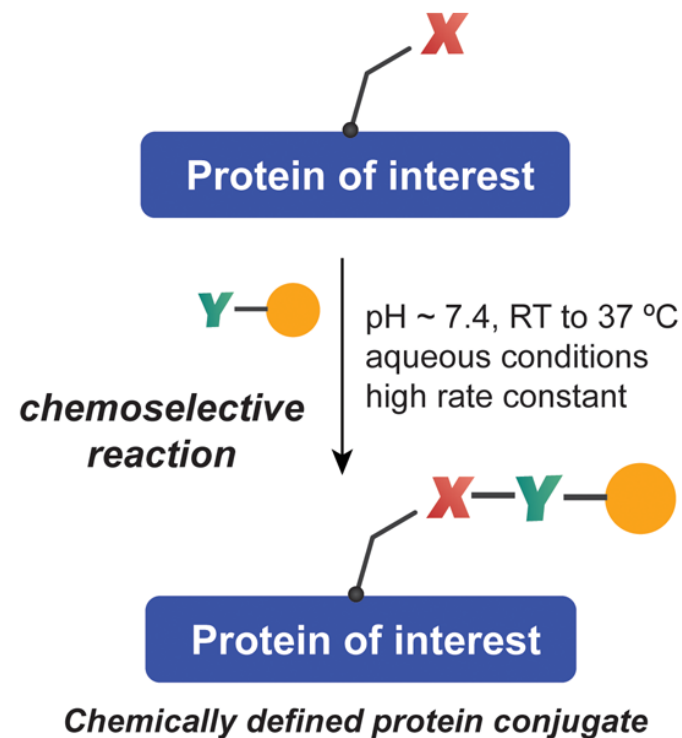 X
Protein of interest
Y
pH ~ 7.4, RT to 37 ºC
aqueous conditions
high rate constant
chemoselective
reaction
X Y
Protein of interest
Chemically defined protein conjugate